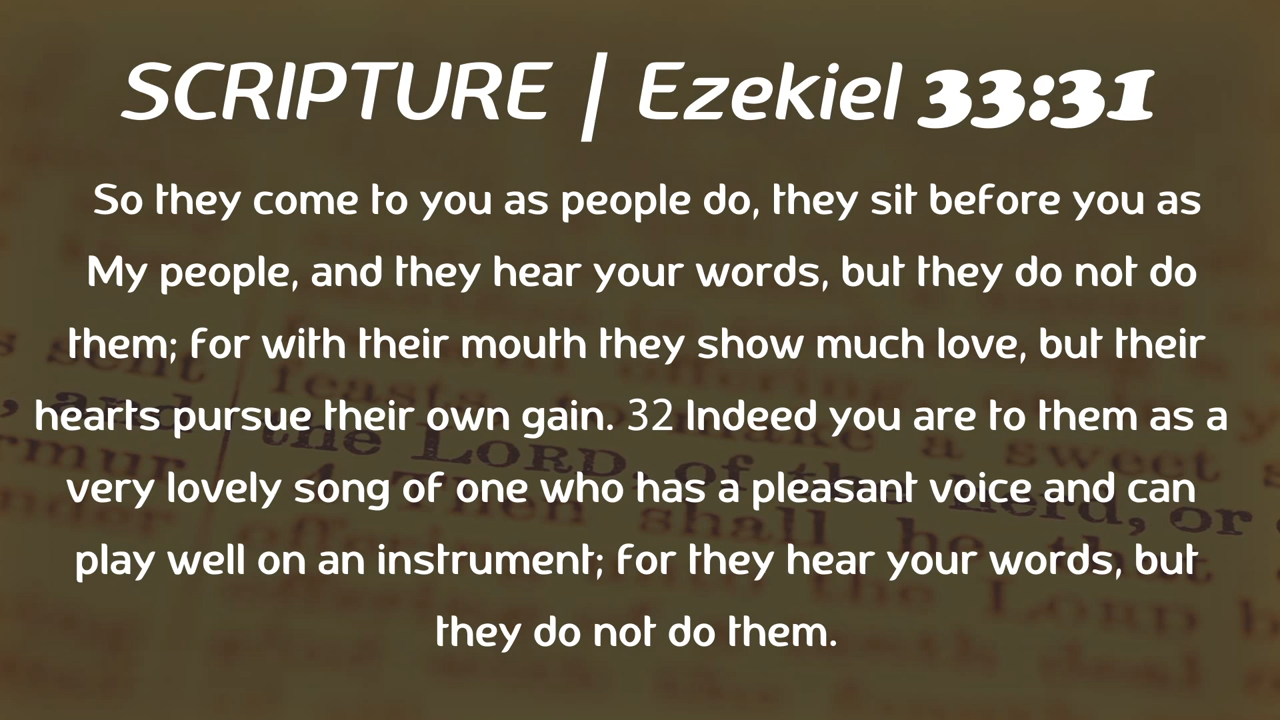 SCRIPTURE | Ezekiel 33:31
So they come to you as people do, they sit before you as
My people, and they hear your words, but they do not do
them; for with their mouth they show much love, but their
hearts pursue their own gain. 32 Indeed you are to them as a
very lovely song of one who has a pleasant voice and can
play well on an instrument; for they hear your words, but
they do not do them.